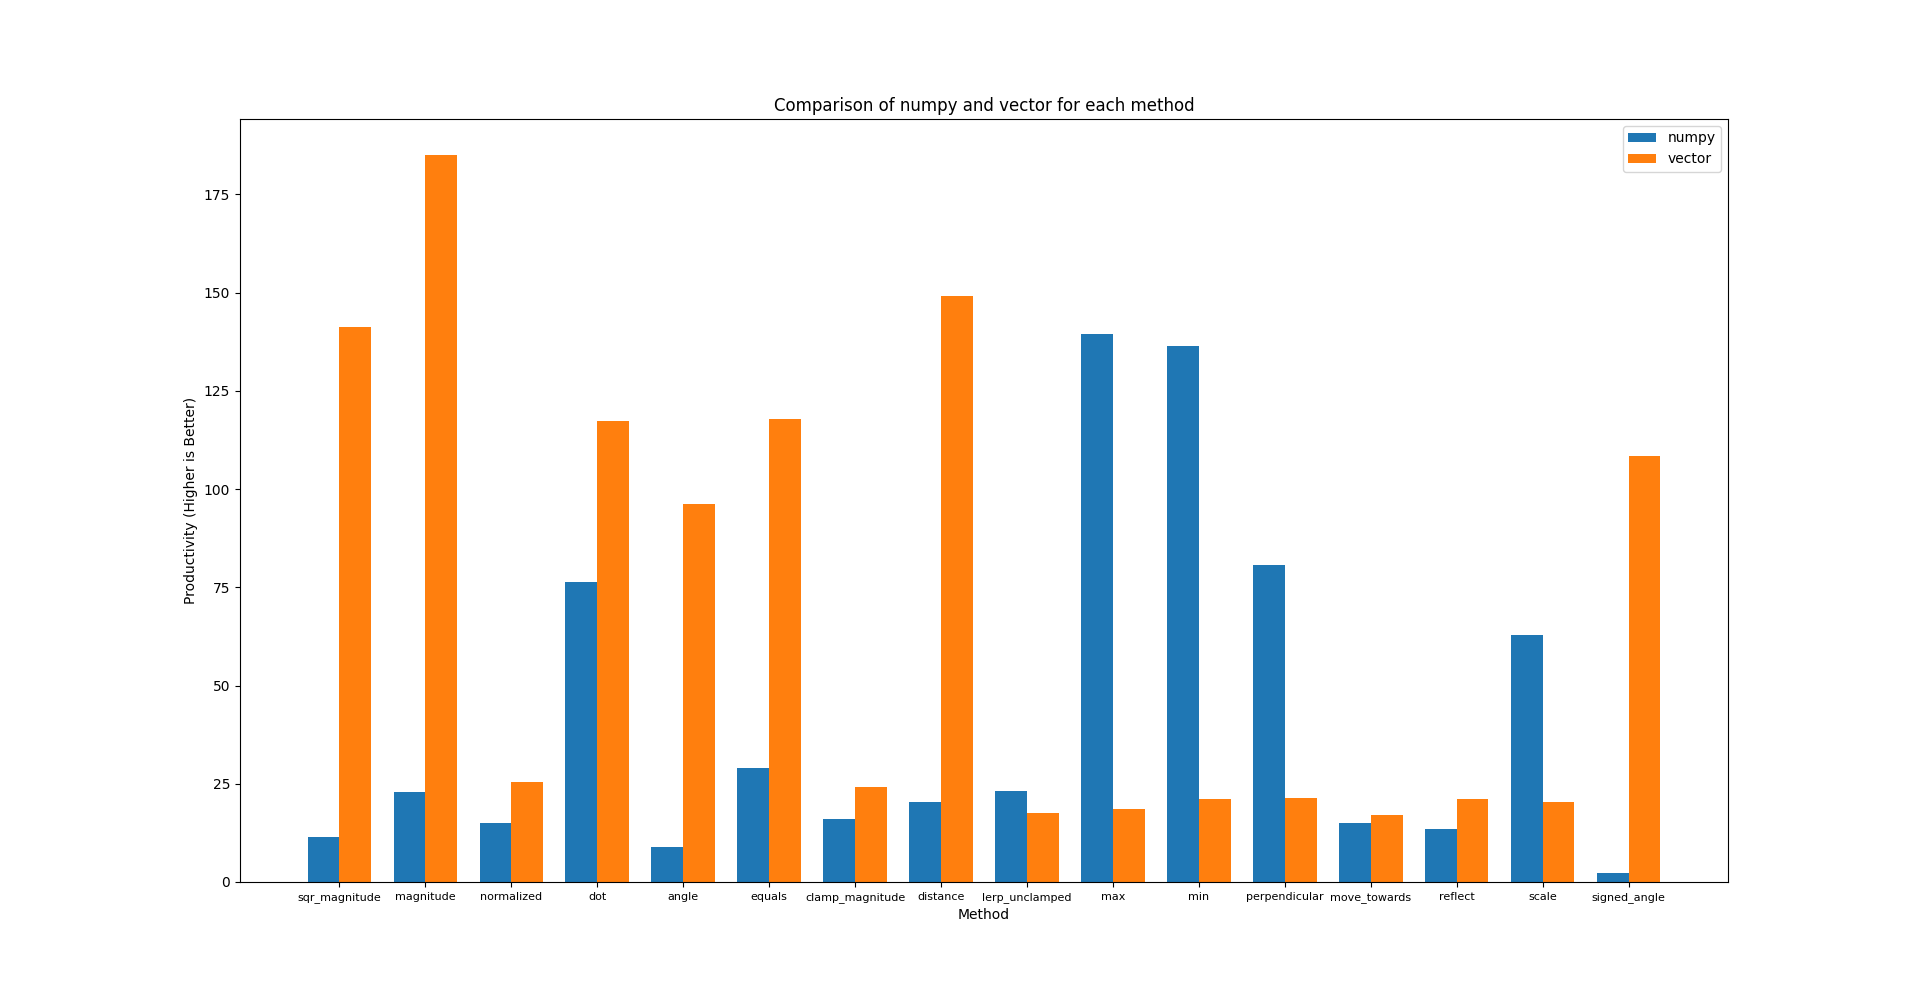 Comparison of numpy and vector for each method
numpy
vector
Productivity (Higher is Better)
175
150
125
100
75
50
25
0
sqr_magnitude magnitude normalized dot angle equals clamp_magnitude distance lerp_unclamped max min perpendicular move_towards reflect scale signed_angle
Method